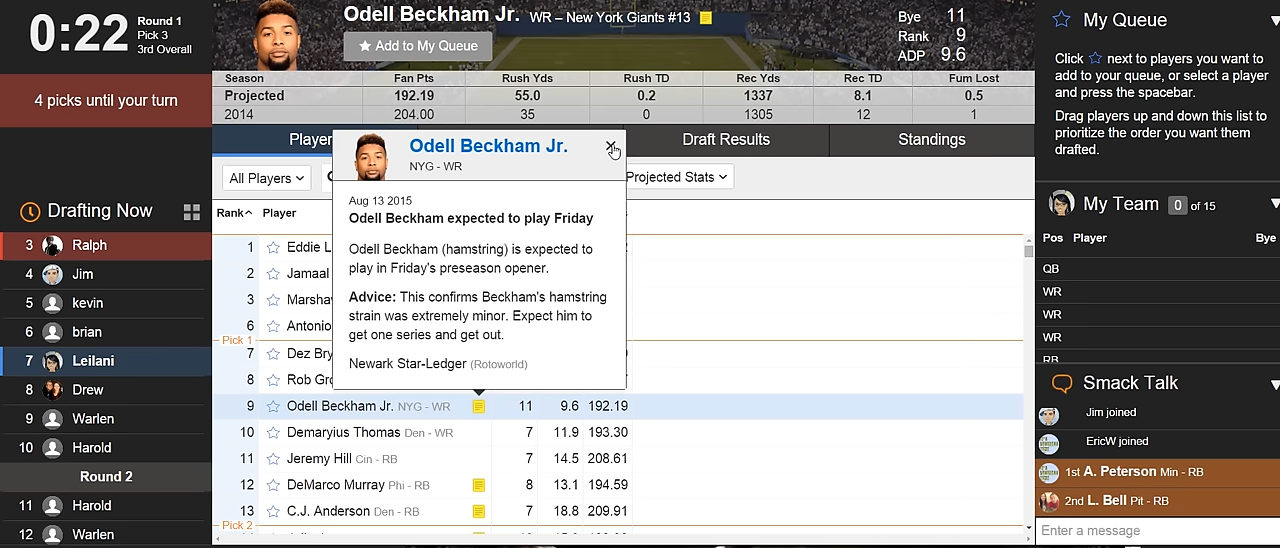 0:22
Round 1
Pick 3
3rd Overall
4 picks until your turn
Drafting Now
3 Ralph
4 Jim
5 kevin
6 brian
7 Leilani
8 Drew
9 Warlen
10 Harold
Round 2
11 Harold
12 Warlen
Odell Beckham Jr. WR – New York Giants #13
★ Add to My Queue
Bye 11
Rank 9
ADP 9.6
Season Fan Pts Rush Yds Rush TD Rec Yds Rec TD Fum Lost
Projected 192.19 55.0 0.2 1337 8.1 0.5
2014 204.00 35 0 1305 12 1
Player
Draft Results
Standings
All Players
Projected Stats
Rank Player
1 Eddie L
2 Jamaal
3 Marsha
6 Antonio
Pick 1
7 Dez Bry
8 Rob Gro
Odell Beckham Jr.
NYG - WR
Aug 13 2015
Odell Beckham expected to play Friday
Odell Beckham (hamstring) is expected to
play in Friday's preseason opener.
Advice: This confirms Beckham's hamstring
strain was extremely minor. Expect him to
get one series and get out.
Newark Star-Ledger (Rotoworld)
9 Odell Beckham Jr. NYG - WR 11 9.6 192.19
10 Demaryius Thomas Den - WR 7 11.9 193.30
11 Jeremy Hill Cin - RB 7 14.5 208.61
12 DeMarco Murray Phi - RB 8 13.1 194.59
13 C.J. Anderson Den - RB 7 18.8 209.91
Pick 2
My Queue
Click ☆ next to players you want to
add to your queue, or select a player
and press the spacebar.
Drag players up and down this list to
prioritize the order you want them
drafted.
My Team 0 of 15
Pos Player Bye
QB
WR
WR
WR
RB
Smack Talk
Jim joined
EricW joined
1st A. Peterson Min - RB
2nd L. Bell Pit - RB
Enter a message